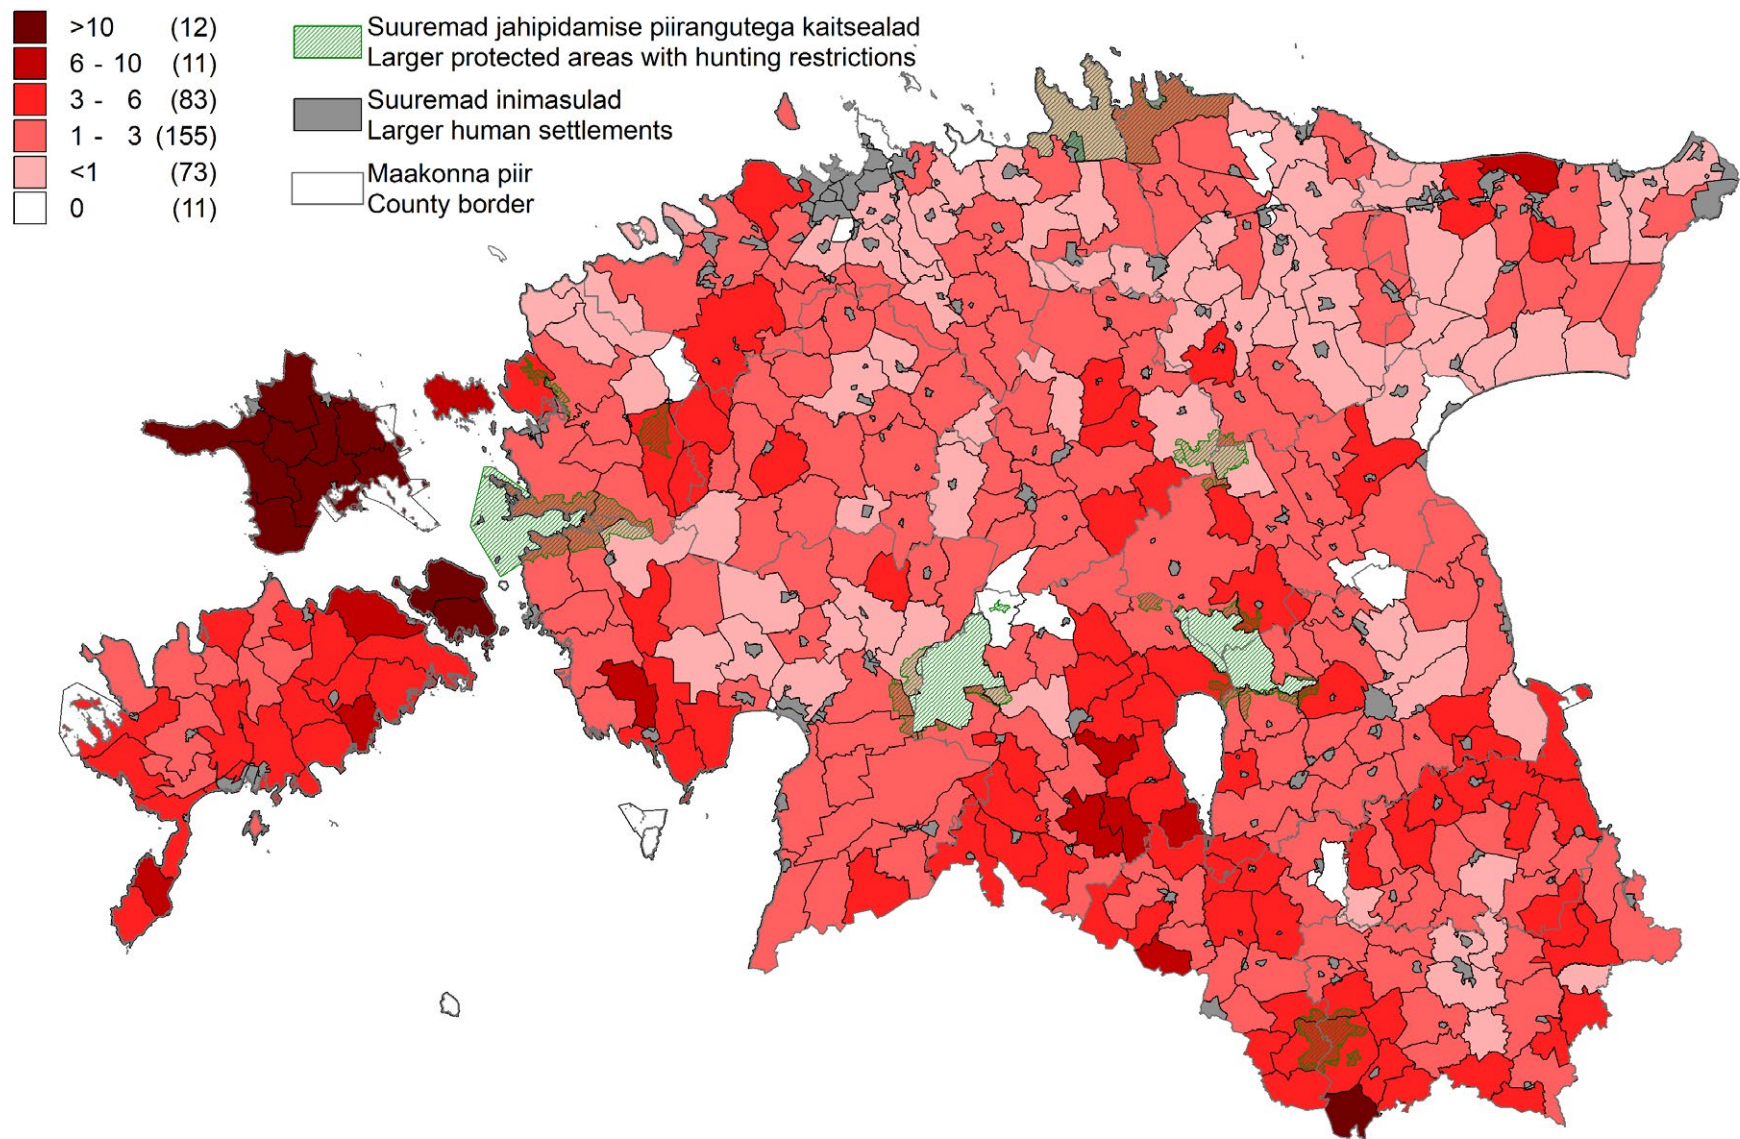 >10 (12)
6 - 10 (11)
3 - 6 (83)
1 - 3 (155)
<1 (73)
0 (11)
Suuremad jahipidamise piirangutega kaitsealad
Larger protected areas with hunting restrictions
Suuremad inimasulad
Larger human settlements
Maakonna piir
County border